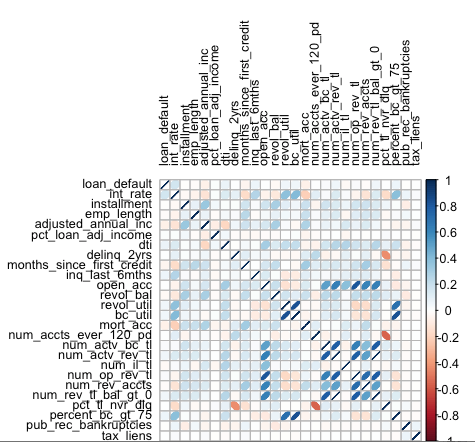 loan_default
int_rate
installment
emp_length
adjusted_annual_inc
pct_loan_adj_income
dti
delinq_2yrs
months_since_first_credit
inq_last_6mths
open_acc
revol_bal
revol_util
bc_util
mort_acc
num_accts_ever_120_pd
num_actv_bc_tl
num_actv_rev_tl
num_il_tl
num_op_rev_tl
num_rev_accts
num_rev_tl_bal_gt_0
pct_tl_nvr_dlq
percent_bc_gt_75
pub_rec_bankruptcies
tax_liens
loan_default
int_rate
installment
emp_length
adjusted_annual_inc
pct_loan_adj_income
dti
delinq_2yrs
months_since_first_credit
inq_last_6mths
open_acc
revol_bal
revol_util
bc_util
mort_acc
num_accts_ever_120_pd
num_actv_bc_tl
num_actv_rev_tl
num_il_tl
num_op_rev_tl
num_rev_accts
num_rev_tl_bal_gt_0
pct_tl_nvr_dlq
percent_bc_gt_75
pub_rec_bankruptcies
tax_liens
1
0.8
0.6
0.4
0.2
0
-0.2
-0.4
-0.6
-0.8